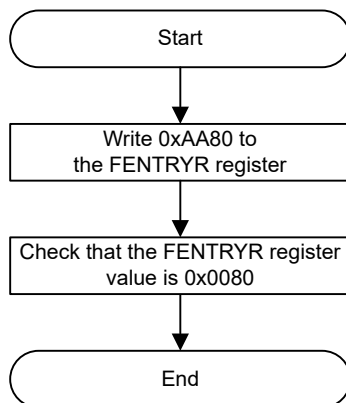 Start
Write 0xAA80 to
the FENTRYR register
Check that the FENTRYR register
value is 0x0080
End